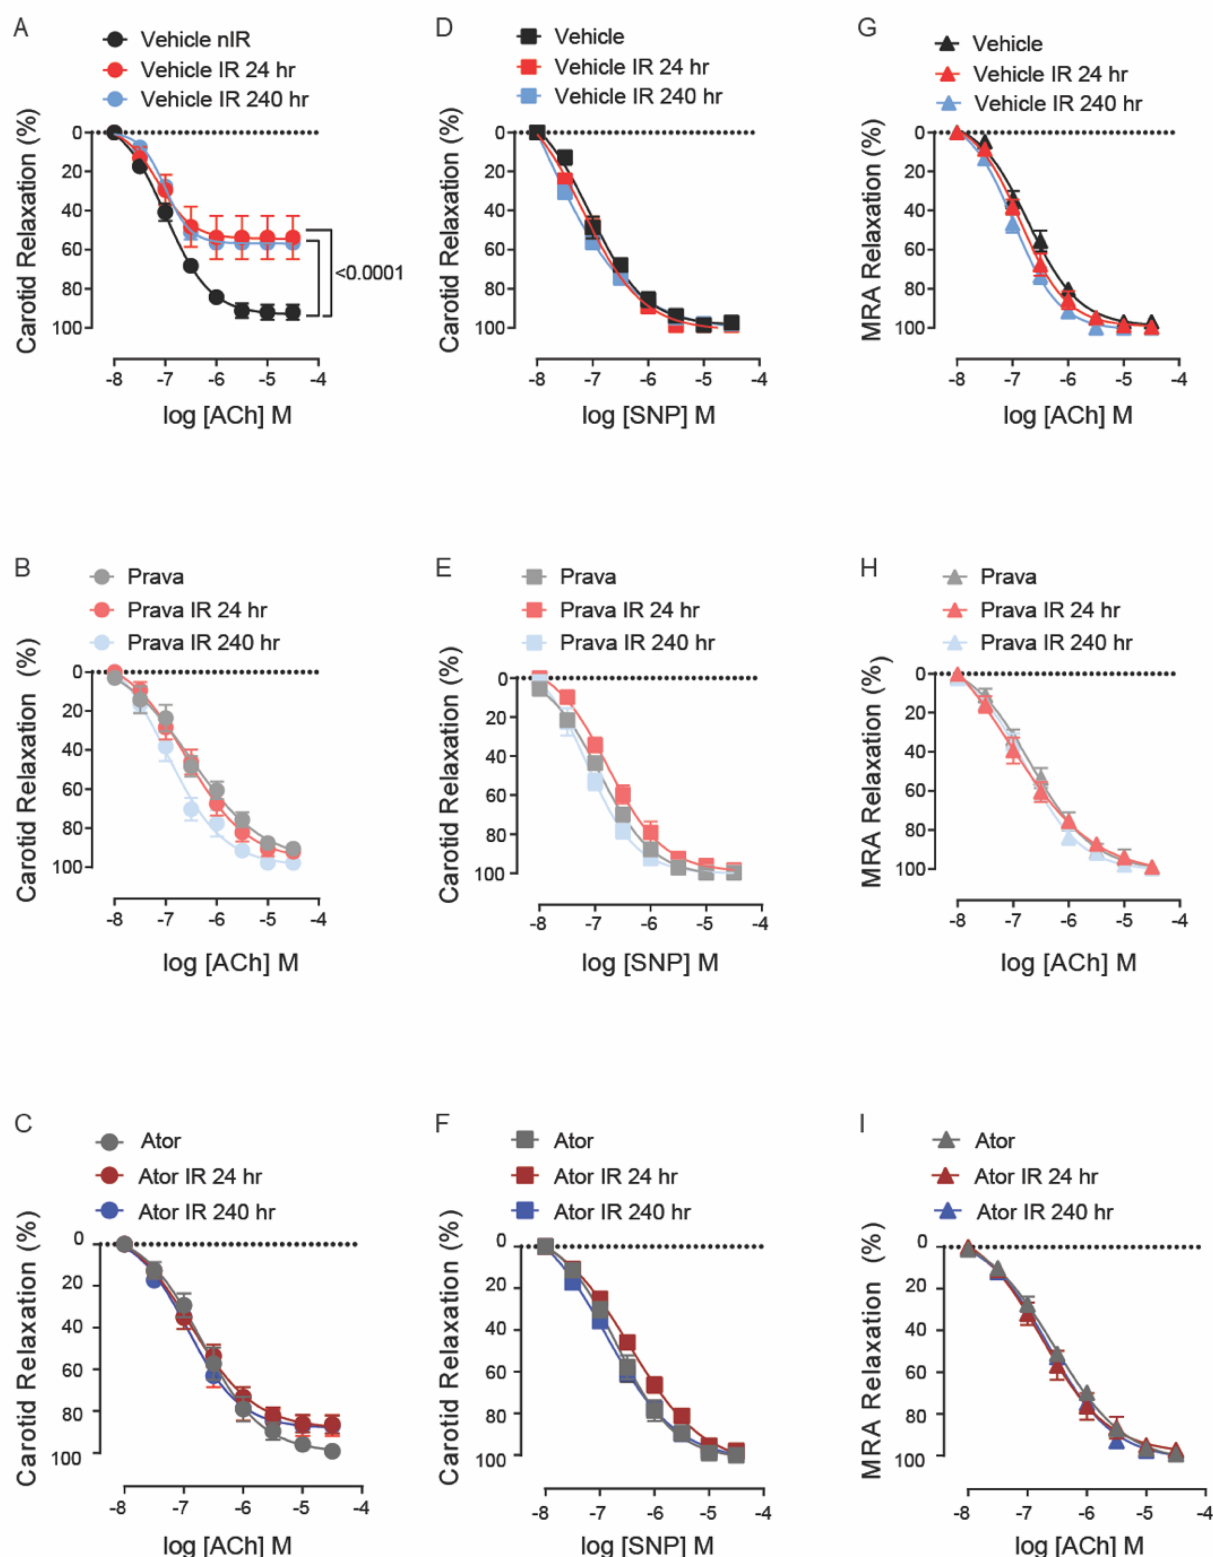 A
Vehicle nIR
Vehicle IR 24 hr
Vehicle IR 240 hr
Carotid Relaxation (%)
0
20
40
60
80
100
<0.0001
-8 -7 -6 -5 -4
log [ACh] M
D
Vehicle
Vehicle IR 24 hr
Vehicle IR 240 hr
Carotid Relaxation (%)
0
20
40
60
80
100
-8 -7 -6 -5 -4
log [SNP] M
G
Vehicle
Vehicle IR 24 hr
Vehicle IR 240 hr
MRA Relaxation (%)
0
20
40
60
80
100
-8 -7 -6 -5 -4
log [ACh] M
B
Prava
Prava IR 24 hr
Prava IR 240 hr
Carotid Relaxation (%)
0
20
40
60
80
100
-8 -7 -6 -5 -4
log [ACh] M
E
Prava
Prava IR 24 hr
Prava IR 240 hr
Carotid Relaxation (%)
0
20
40
60
80
100
-8 -7 -6 -5 -4
log [SNP] M
H
Prava
Prava IR 24 hr
Prava IR 240 hr
MRA Relaxation (%)
0
20
40
60
80
100
-8 -7 -6 -5 -4
log [ACh] M
C
Ator
Ator IR 24 hr
Ator IR 240 hr
Carotid Relaxation (%)
0
20
40
60
80
100
-8 -7 -6 -5 -4
log [ACh] M
F
Ator
Ator IR 24 hr
Ator IR 240 hr
Carotid Relaxation (%)
0
20
40
60
80
100
-8 -7 -6 -5 -4
log [SNP] M
I
Ator
Ator IR 24 hr
Ator IR 240 hr
MRA Relaxation (%)
0
20
40
60
80
100
-8 -7 -6 -5 -4
log [ACh] M